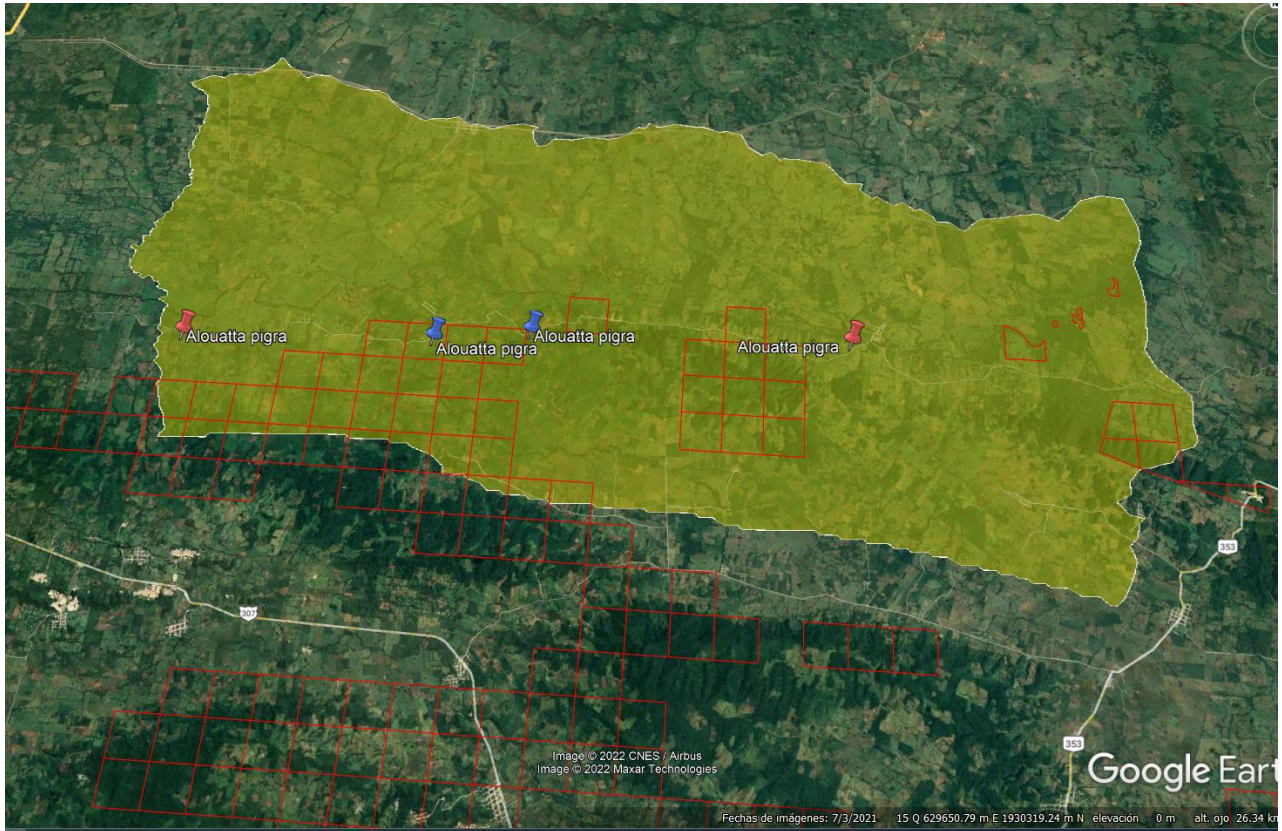 Alouatta pigra
Alouatta pigra
Alouatta pigra
Alouatta pigra
353
307
353
Image © 2022 CNES / Airbus
Image © 2022 Maxar Technologies
Google Eart
Fechas de imágenes: 7/3/2021 15 Q 629650.79 m E 1930319.24 m N elevación 0 m alt. ojo 26.34 km